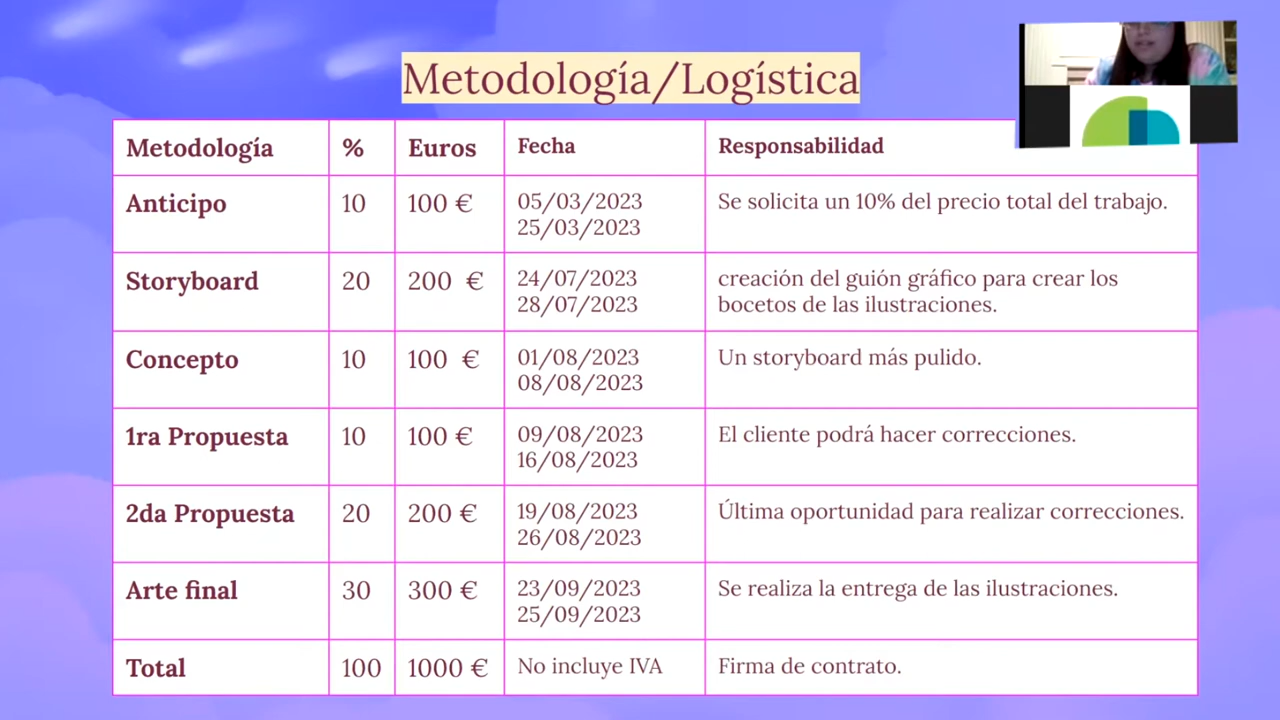 Metodología/Logística
Metodología % Euros Fecha Responsabilidad
Anticipo 10 100 € 05/03/2023 Se solicita un 10% del precio total del trabajo.
25/03/2023
Storyboard 20 200 € 24/07/2023 creación del guión gráfico para crear los
28/07/2023 bocetos de las ilustraciones.
Concepto 10 100 € 01/08/2023 Un storyboard más pulido.
08/08/2023
1ra Propuesta 10 100 € 09/08/2023 El cliente podrá hacer correcciones.
16/08/2023
2da Propuesta 20 200 € 19/08/2023 Última oportunidad para realizar correcciones.
26/08/2023
Arte final 30 300 € 23/09/2023 Se realiza la entrega de las ilustraciones.
25/09/2023
Total 100 1000 € No incluye IVA Firma de contrato.